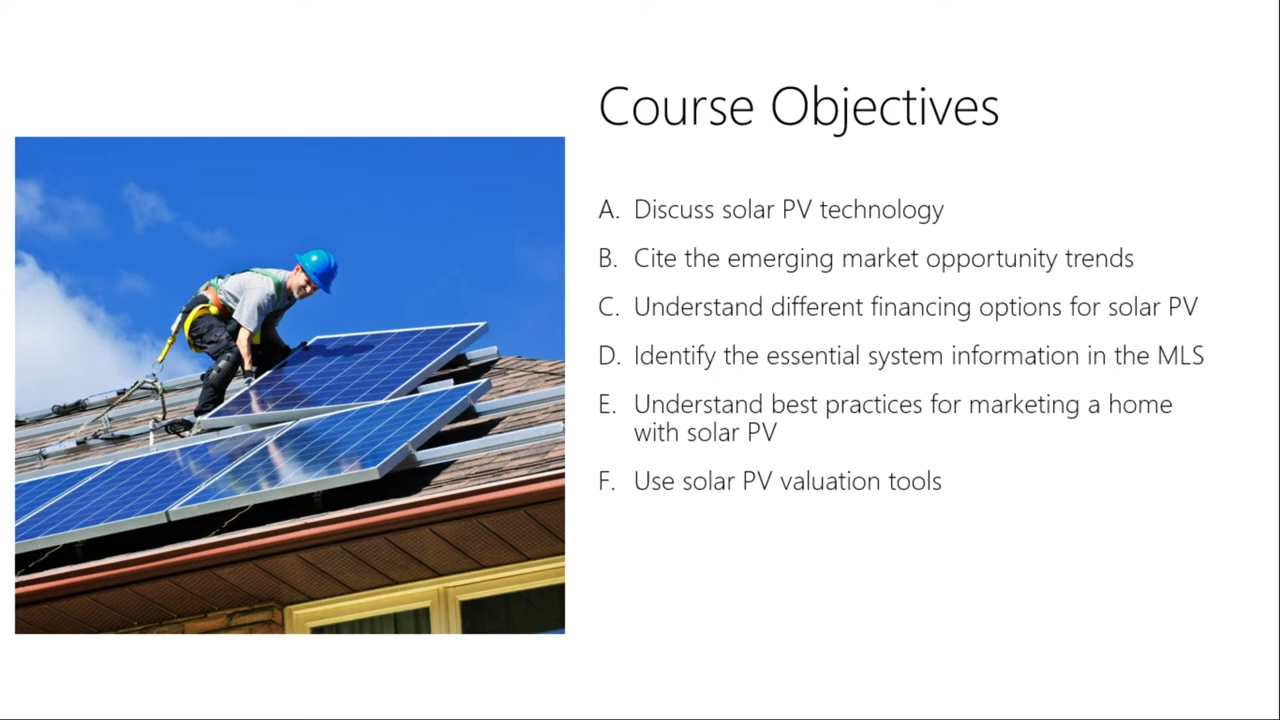 Course Objectives
A. Discuss solar PV technology
B. Cite the emerging market opportunity trends
C. Understand different financing options for solar PV
D. Identify the essential system information in the MLS
E. Understand best practices for marketing a home
with solar PV
F. Use solar PV valuation tools